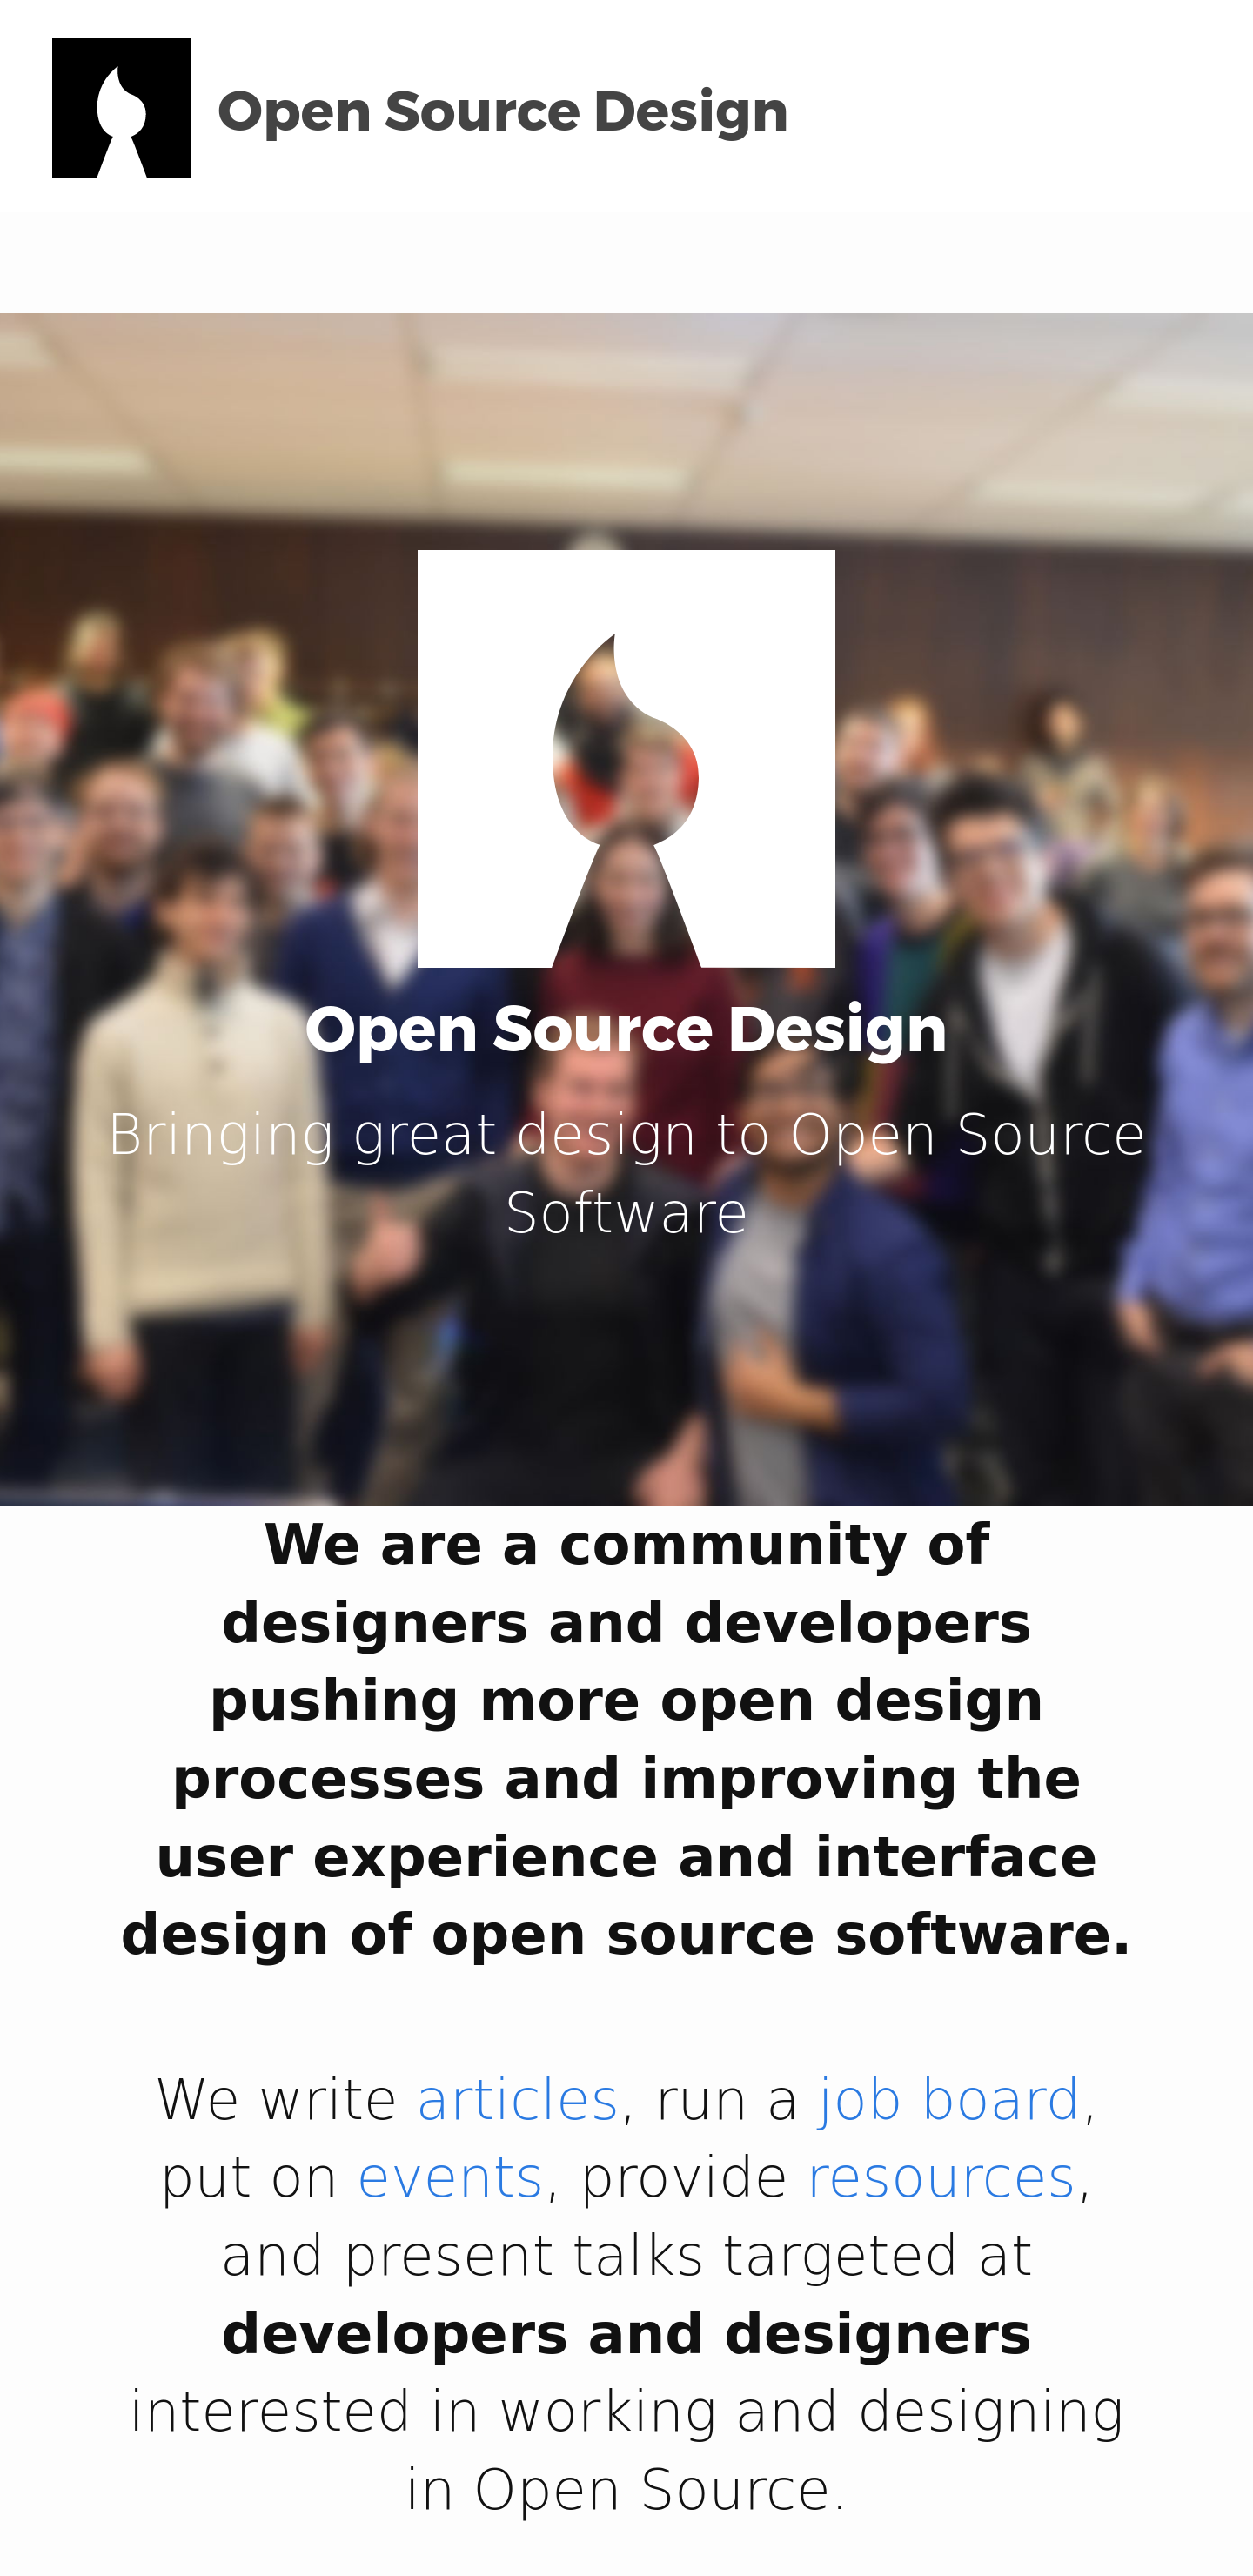 Open Source Design
Open Source Design
Bringing great design to Open Source
Software
We are a community of
designers and developers
pushing more open design
processes and improving the
user experience and interface
design of open source software.
We write articles, run a job board,
put on events, provide resources,
and present talks targeted at
developers and designers
interested in working and designing
in Open Source.